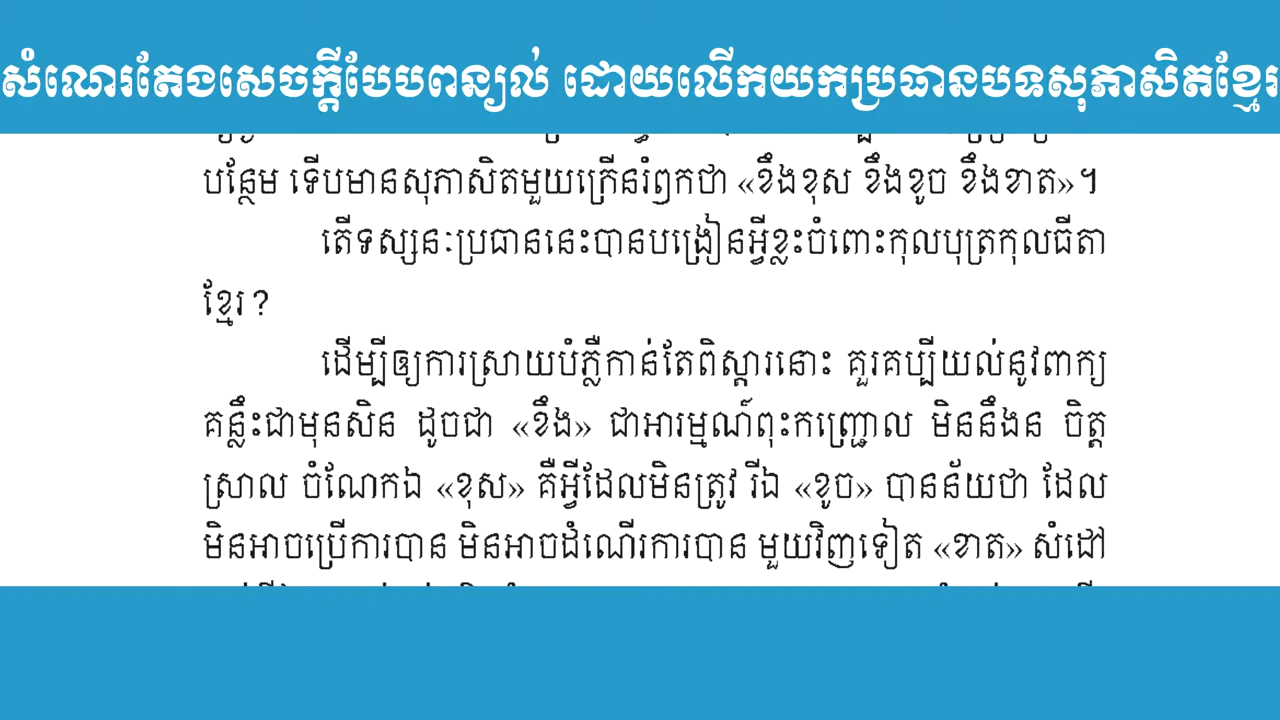 សំណេរតែងសេចក្ដីបែបពន្យល់ ដោយលើកយកប្រធានបទសុភាសិតខ្មែរ
បន្ថែម ទើបមានសុភាសិតមួយក្រើនរំឭកថា «ខឹងខុស ខឹងខូច ខឹងខាត»។
តើទស្សនៈប្រធាននេះបានបង្រៀនអ្វីខ្លះចំពោះកុលបុត្រកុលធីតា
ខ្មែរ ?
ដើម្បីឲ្យការស្រាយបំភ្លឺកាន់តែពិស្ដារនោះ គួរគប្បីយល់នូវពាក្យ
គន្លឹះជាមុនសិន ដូចជា «ខឹង» ជាអារម្មណ៍ពុះកញ្ជ្រោល មិននឹងន ចិត្ត
ស្រាល ចំណែកឯ «ខុស» គឺអ្វីដែលមិនត្រូវ រីឯ «ខូច» បានន័យថា ដែល
មិនអាចប្រើការបាន មិនអាចដំណើរការបាន មួយវិញទៀត «ខាត» សំដៅ